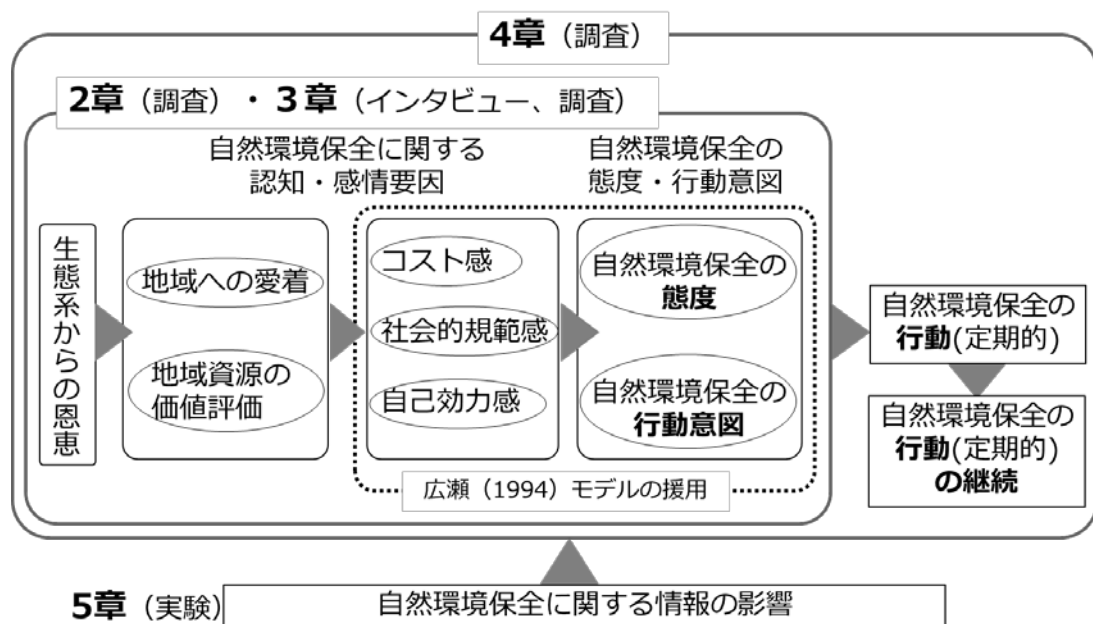 4章（調査）
2章（調査）・３章（インタビュー、調査）
自然環境保全に関する
認知・感情要因
自然環境保全の
態度・行動意図
生態系からの恩恵
地域への愛着
地域資源の
価値評価
コスト感
社会的規範感
自己効力感
自然環境保全の
態度
自然環境保全の
行動意図
広瀬（1994）モデルの援用
自然環境保全の
行動(定期的)
自然環境保全の
行動(定期的)
の継続
5章（実験）
自然環境保全に関する情報の影響